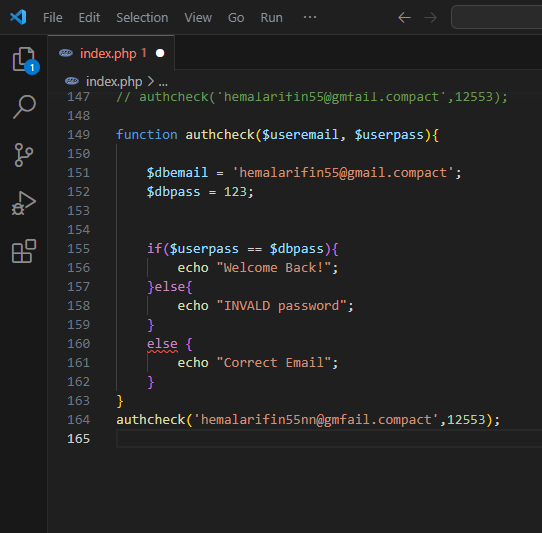 File Edit Selection View Go Run ···
index.php 1
index.php > ...
147 // authcheck('hemalarifin55@gmfail.compact',12553);
148
149 function authcheck($useremail, $userpass){
150
151 $dbemail = 'hemalarifin55@gmail.compact';
152 $dbpass = 123;
153
154
155 if($userpass == $dbpass){
156 echo "Welcome Back!";
157 }else{
158 echo "INVALD password";
159 }
160 else {
161 echo "Correct Email";
162 }
163 }
164 authcheck('hemalarifin55nn@gmfail.compact',12553);
165
1